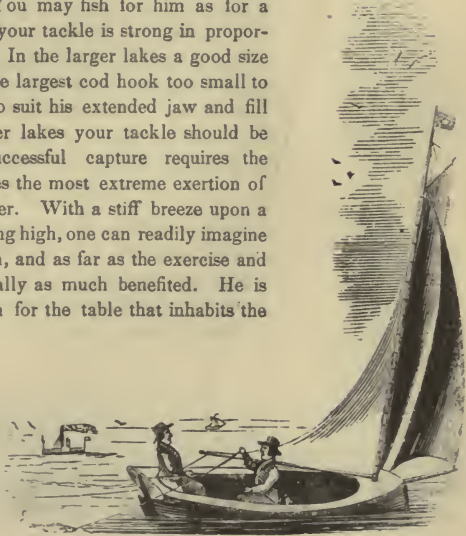 You may fish for him as for a
your tackle is strong in propor-
In the larger lakes a good size
e largest cod hook too small to
o suit his extended jaw and fill
er lakes your tackle should be
uccessful capture requires the
es the most extreme exertion of
er. With a stiff breeze upon a
ng high, one can readily imagine
n, and as far as the exercise and
ally as much benefited. He is
n for the table that inhabits the